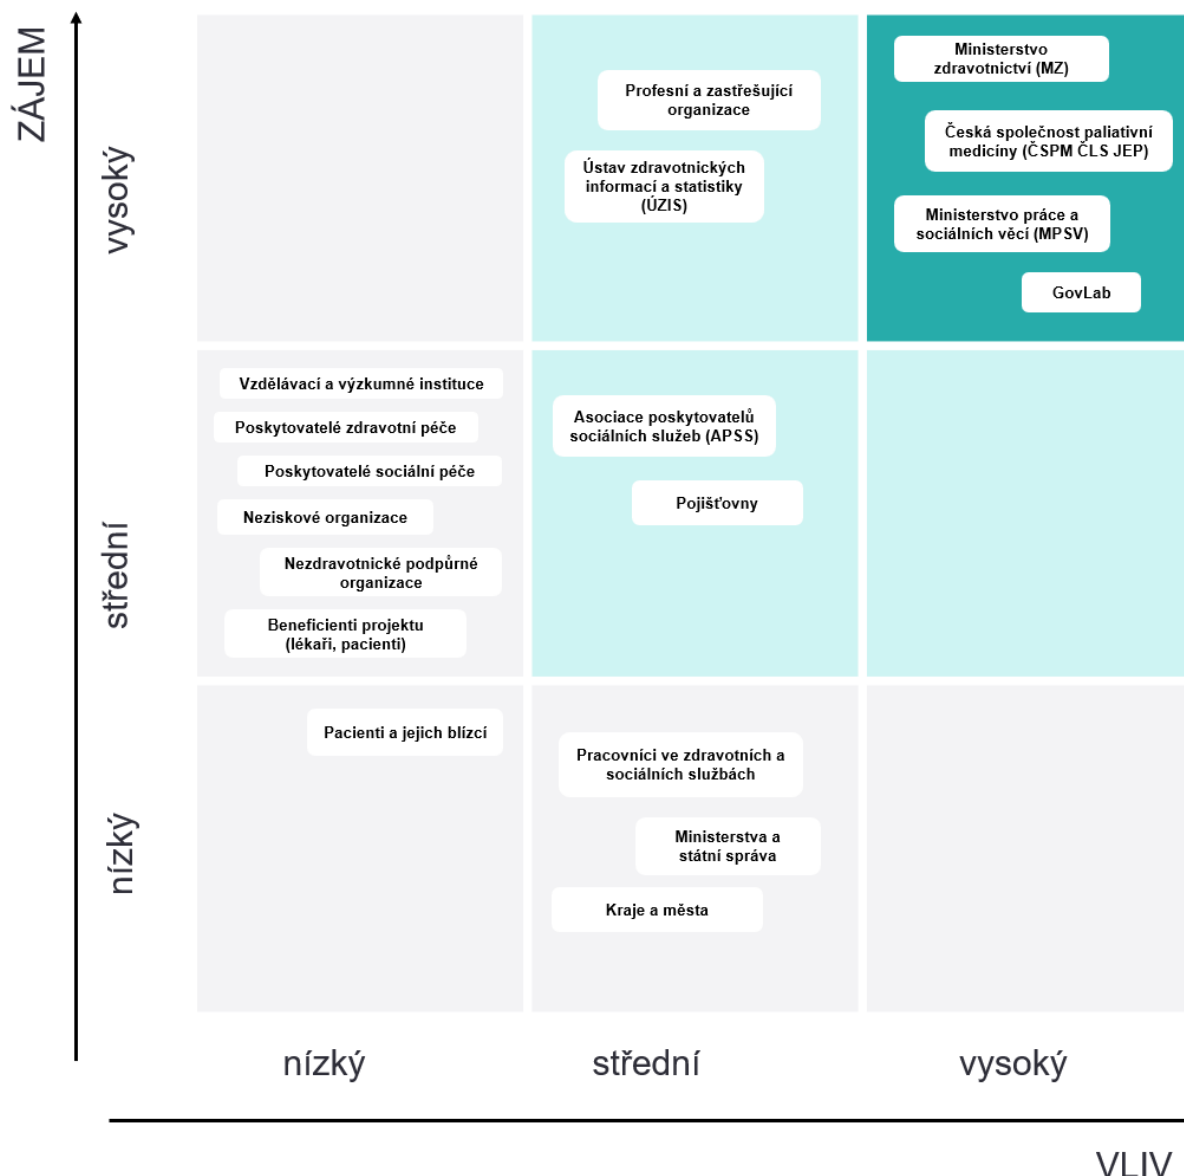 ZÁJEM
vysoký
střední
nízký
Profesní a zastřešující
organizace
Ústav zdravotnických
informací a statistiky
(ÚZIS)
Ministerstvo
zdravotnictví (MZ)
Česká společnost paliativní
medicíny (ČSPM ČLS JEP)
Ministerstvo práce a
sociálních věcí (MPSV)
GovLab
Vzdělávací a výzkumné instituce
Poskytovatelé zdravotní péče
Poskytovatelé sociální péče
Neziskové organizace
Nezdravotnické podpůrné
organizace
Beneficienti projektu
(lékaři, pacienti)
Asociace poskytovatelů
sociálních služeb (APSS)
Pojišťovny
Pacienti a jejich blízcí
Pracovníci ve zdravotních a
sociálních službách
Ministerstva a
státní správa
Kraje a města
nízký
střední
vysoký
VLIV